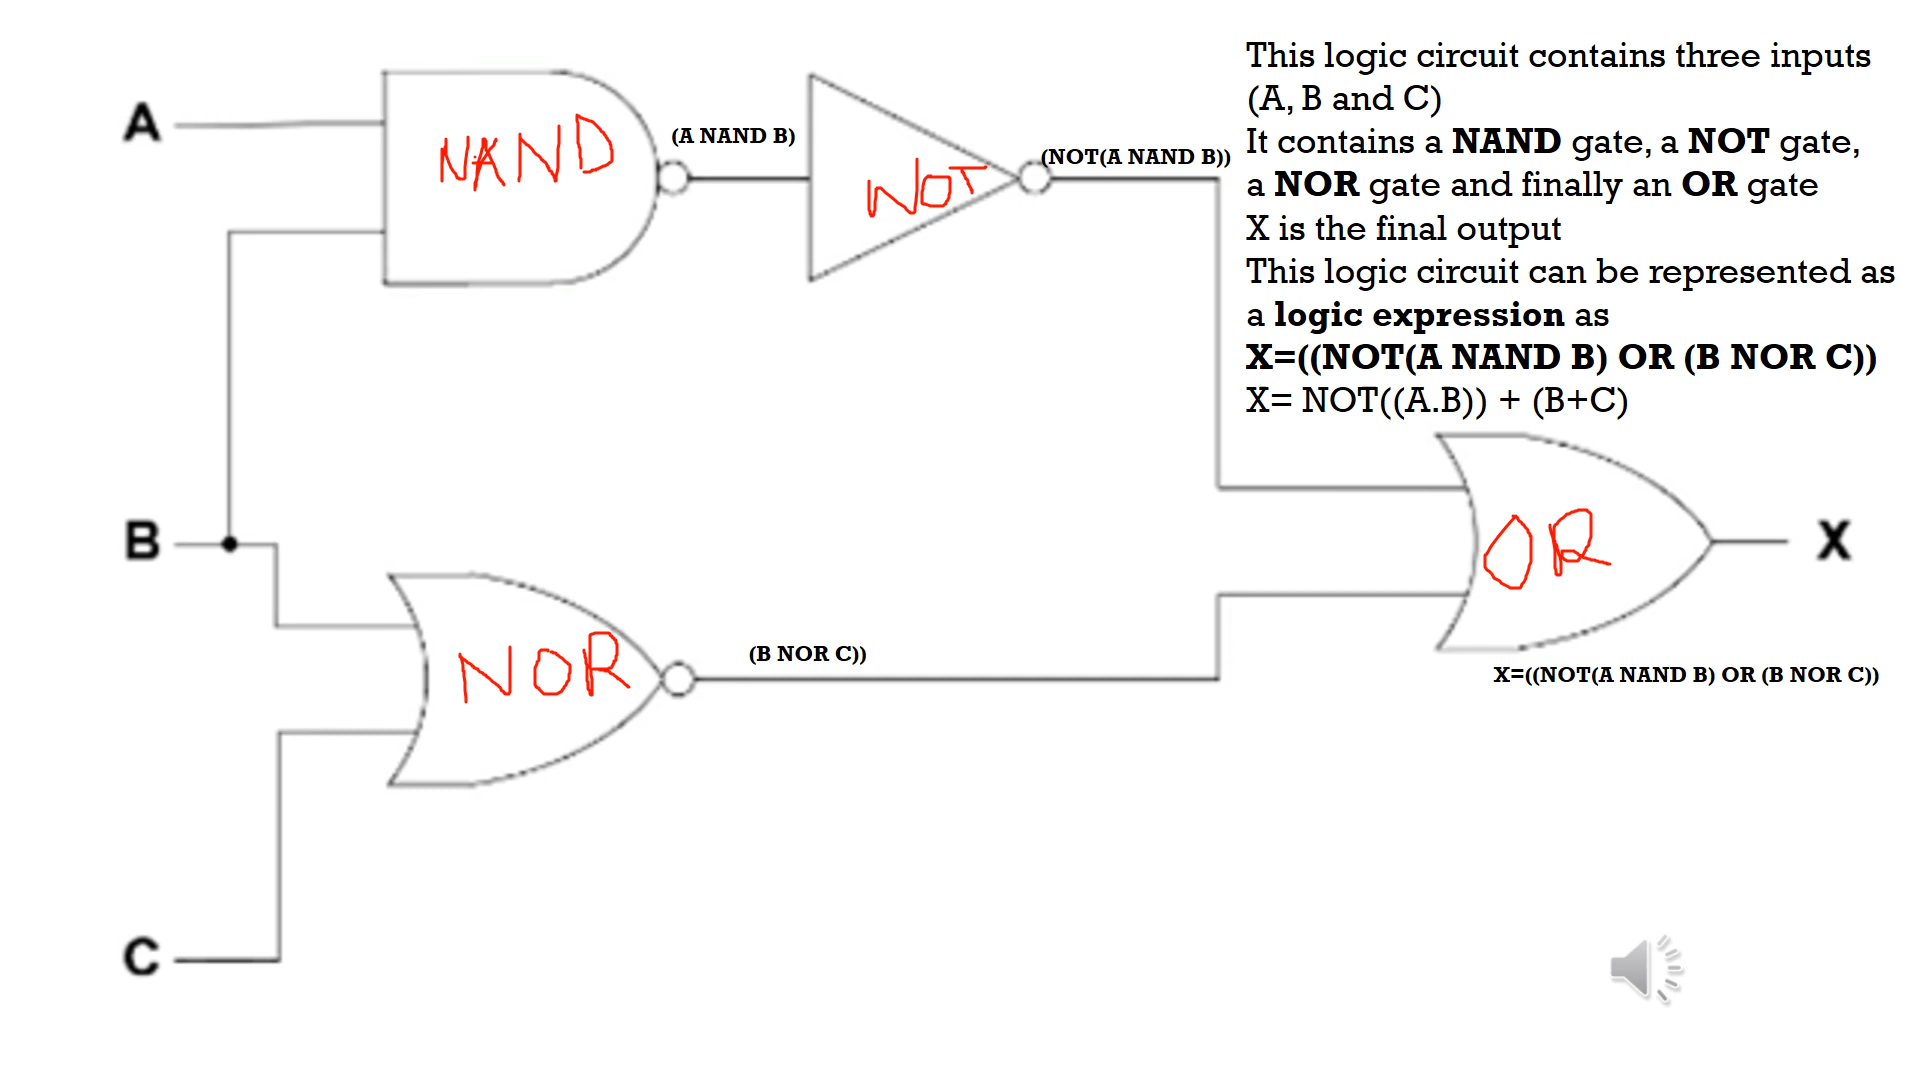 This logic circuit contains three inputs
(A, B and C)
It contains a NAND gate, a NOT gate,
a NOR gate and finally an OR gate
X is the final output
This logic circuit can be represented as
a logic expression as
X=((NOT(A NAND B) OR (B NOR C))
X= NOT((A.B)) + (B+C)
A
NAND
(A NAND B)
NOT
(NOT(A NAND B))
B
NOR
(B NOR C))
OR
X
X=((NOT(A NAND B) OR (B NOR C))
C